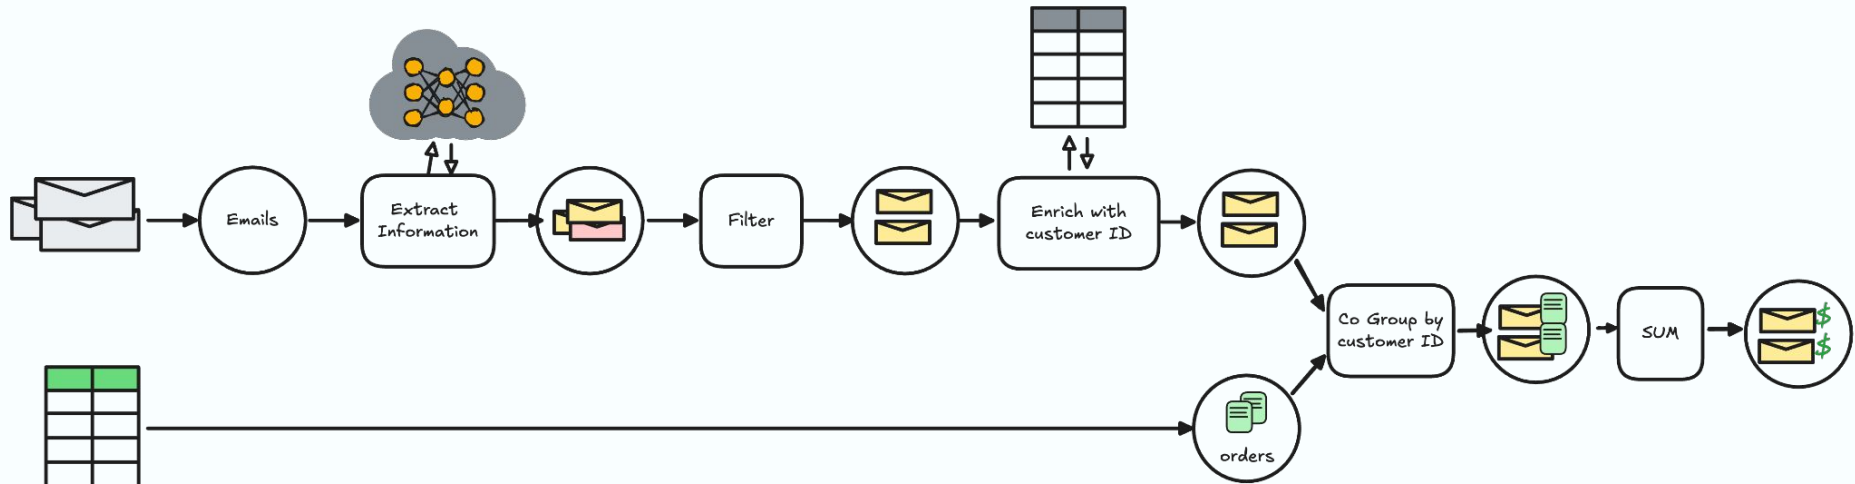 Emails
Extract
Information
Filter
Enrich with
customer ID
Co Group by
customer ID
SUM
$
$
orders